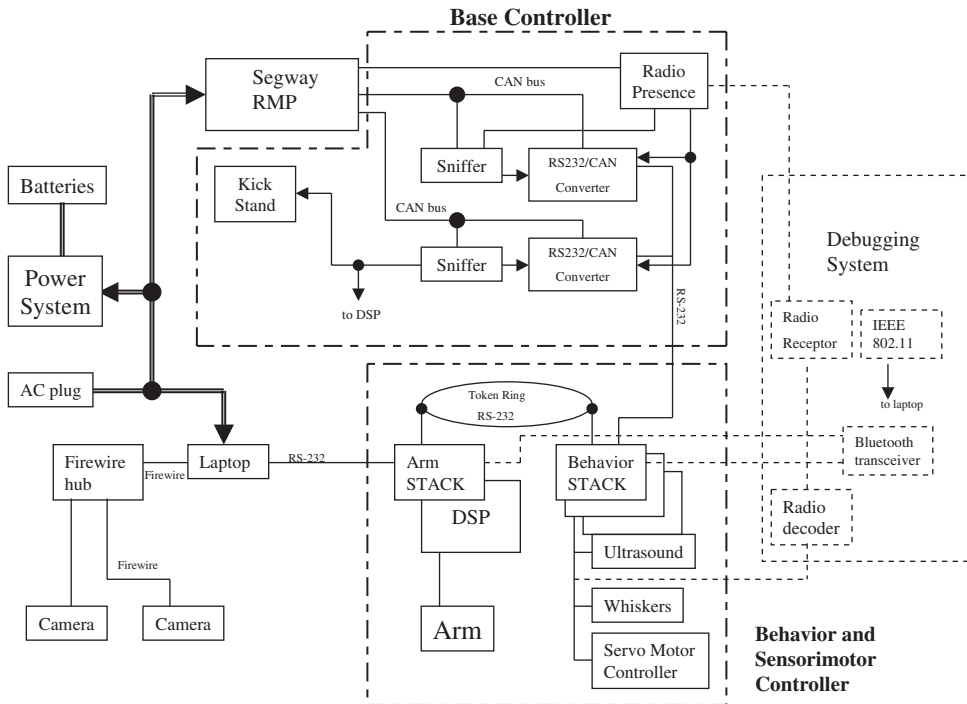 Base Controller
Segway
RMP
CAN bus
Radio
Presence
Batteries
Kick
Stand
Sniffer
RS232/CAN
Converter
CAN bus
Sniffer
RS232/CAN
Converter
Debugging
System
Power
System
to DSP
RS-232
Radio
Receptor
IEEE
802.11
AC plug
Token Ring
RS-232
to laptop
Firewire
hub
Firewire
Laptop
RS-232
Arm
STACK
DSP
Behavior
STACK
Bluetooth
transceiver
Radio
decoder
Ultrasound
Firewire
Camera
Camera
Arm
Whiskers
Servo Motor
Controller
Behavior and
Sensorimotor
Controller